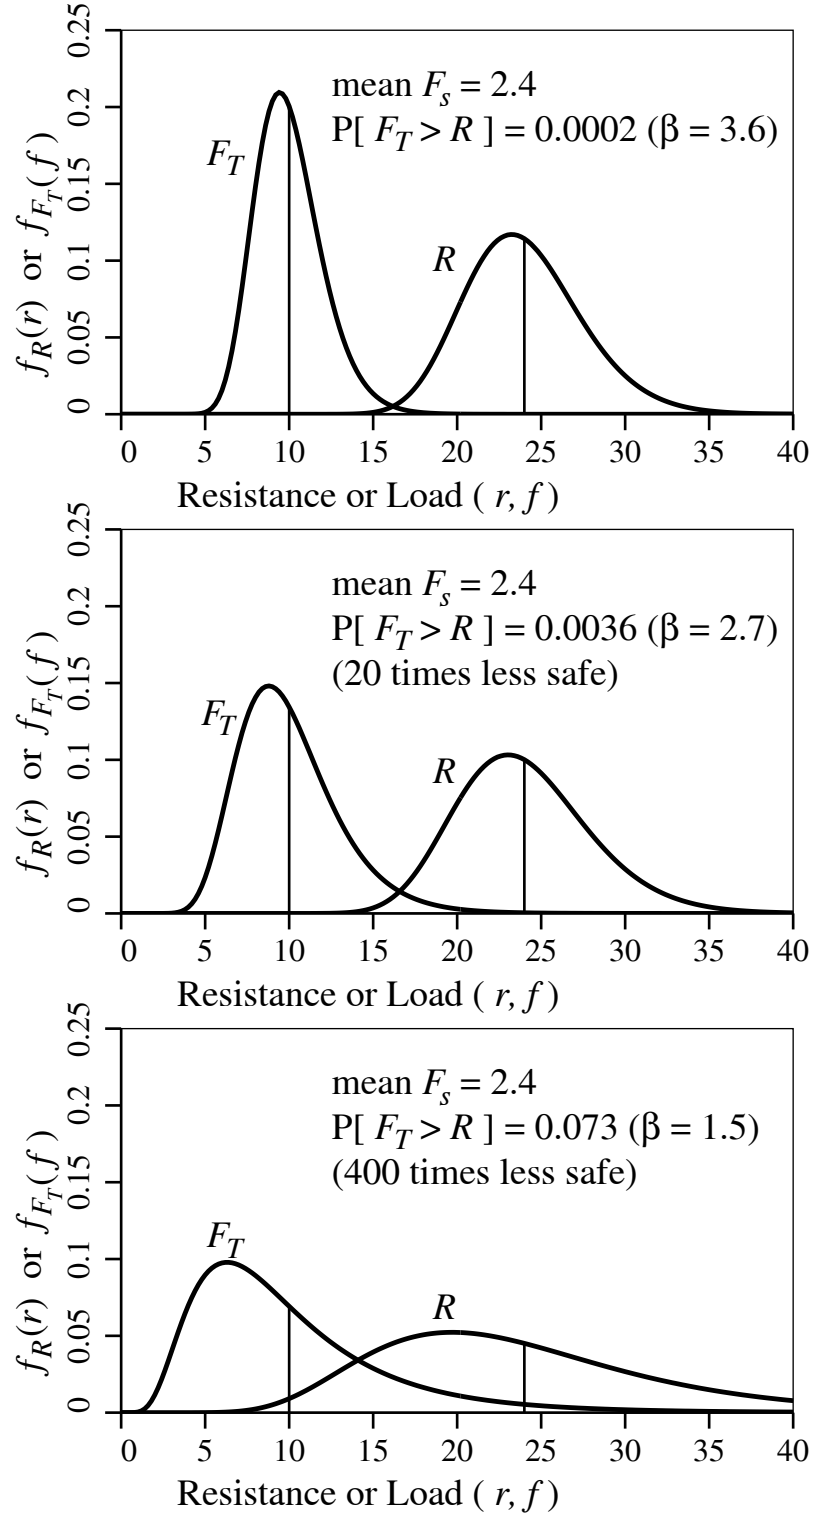 0.25
0.2
0.15
0.1
0.05
0
f_R(r) or f_{F_T}(f)
mean F_s = 2.4
P[ F_T > R ] = 0.0002 (β = 3.6)
F_T
R
0 5 10 15 20 25 30 35 40
Resistance or Load ( r, f )
0.25
0.2
0.15
0.1
0.05
0
f_R(r) or f_{F_T}(f)
mean F_s = 2.4
P[ F_T > R ] = 0.0036 (β = 2.7)
(20 times less safe)
F_T
R
0 5 10 15 20 25 30 35 40
Resistance or Load ( r, f )
0.25
0.2
0.15
0.1
0.05
0
f_R(r) or f_{F_T}(f)
mean F_s = 2.4
P[ F_T > R ] = 0.073 (β = 1.5)
(400 times less safe)
F_T
R
0 5 10 15 20 25 30 35 40
Resistance or Load ( r, f )